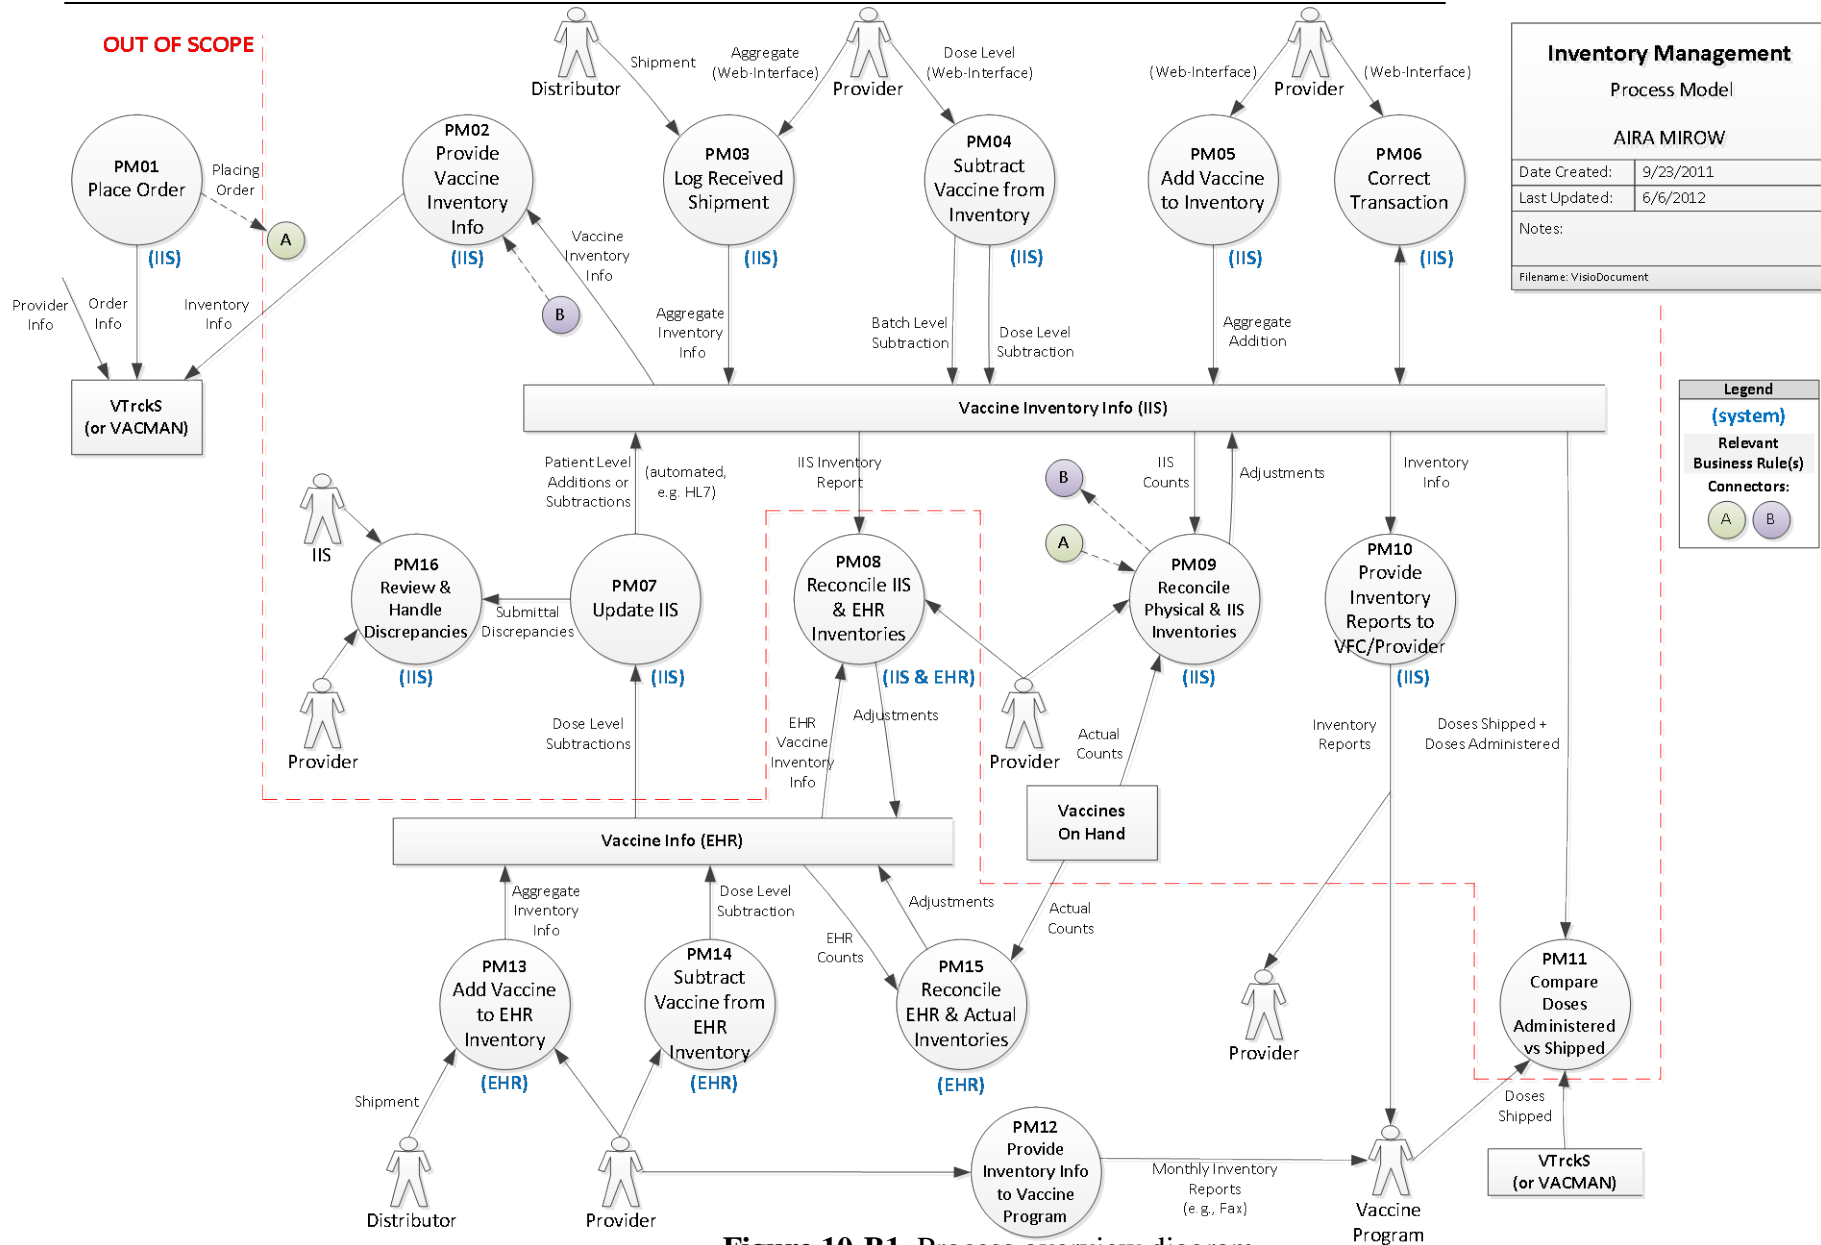 OUT OF SCOPE
Distributor
Shipment
Aggregate
(Web-Interface)
Provider
Dose Level
(Web-Interface)
(Web-Interface)
Provider
(Web-Interface)
Inventory Management
Process Model
AIRA MIROW
Date Created:
9/23/2011
Last Updated:
6/6/2012
Notes:
Filename: VisioDocument
PM01
Place Order
(IIS)
Placing
Order
A
PM02
Provide
Vaccine
Inventory
Info
(IIS)
B
Vaccine
Inventory
Info
PM03
Log Received
Shipment
(IIS)
PM04
Subtract
Vaccine from
Inventory
(IIS)
PM05
Add Vaccine
to Inventory
(IIS)
PM06
Correct
Transaction
(IIS)
Provider
Info
Order
Info
Inventory
Info
Aggregate
Inventory
Info
Batch Level
Subtraction
Dose Level
Subtraction
Aggregate
Addition
VTrckS
(or VACMAN)
Vaccine Inventory Info (IIS)
Legend
(system)
Relevant
Business Rule(s)
Connectors:
A
B
Patient Level
Additions or
Subtractions
(automated,
e.g. HL7)
IIS Inventory
Report
B
A
IIS
Counts
Adjustments
Inventory
Info
IIS
PM16
Review &
Handle
Discrepancies
(IIS)
Submittal
Discrepancies
PM07
Update IIS
(IIS)
PM08
Reconcile IIS
& EHR
Inventories
(IIS & EHR)
PM09
Reconcile
Physical & IIS
Inventories
(IIS)
PM10
Provide
Inventory
Reports to
VFC/Provider
(IIS)
Provider
Dose Level
Subtractions
EHR
Vaccine
Inventory
Info
Adjustments
Provider
Actual
Counts
Inventory
Reports
Doses Shipped +
Doses Administered
Vaccines
On Hand
Vaccine Info (EHR)
Aggregate
Inventory
Info
Dose Level
Subtraction
EHR
Counts
Adjustments
Actual
Counts
PM13
Add Vaccine
to EHR
Inventory
(EHR)
PM14
Subtract
Vaccine from
EHR
Inventory
(EHR)
PM15
Reconcile
EHR & Actual
Inventories
(EHR)
Provider
PM11
Compare
Doses
Administered
vs Shipped
Shipment
Doses
Shipped
Distributor
Provider
PM12
Provide
Inventory Info
to Vaccine
Program
Monthly Inventory
Reports
(e.g., Fax)
Vaccine
Program
VTrckS
(or VACMAN)
Figure 10-B1. Process overview diagram